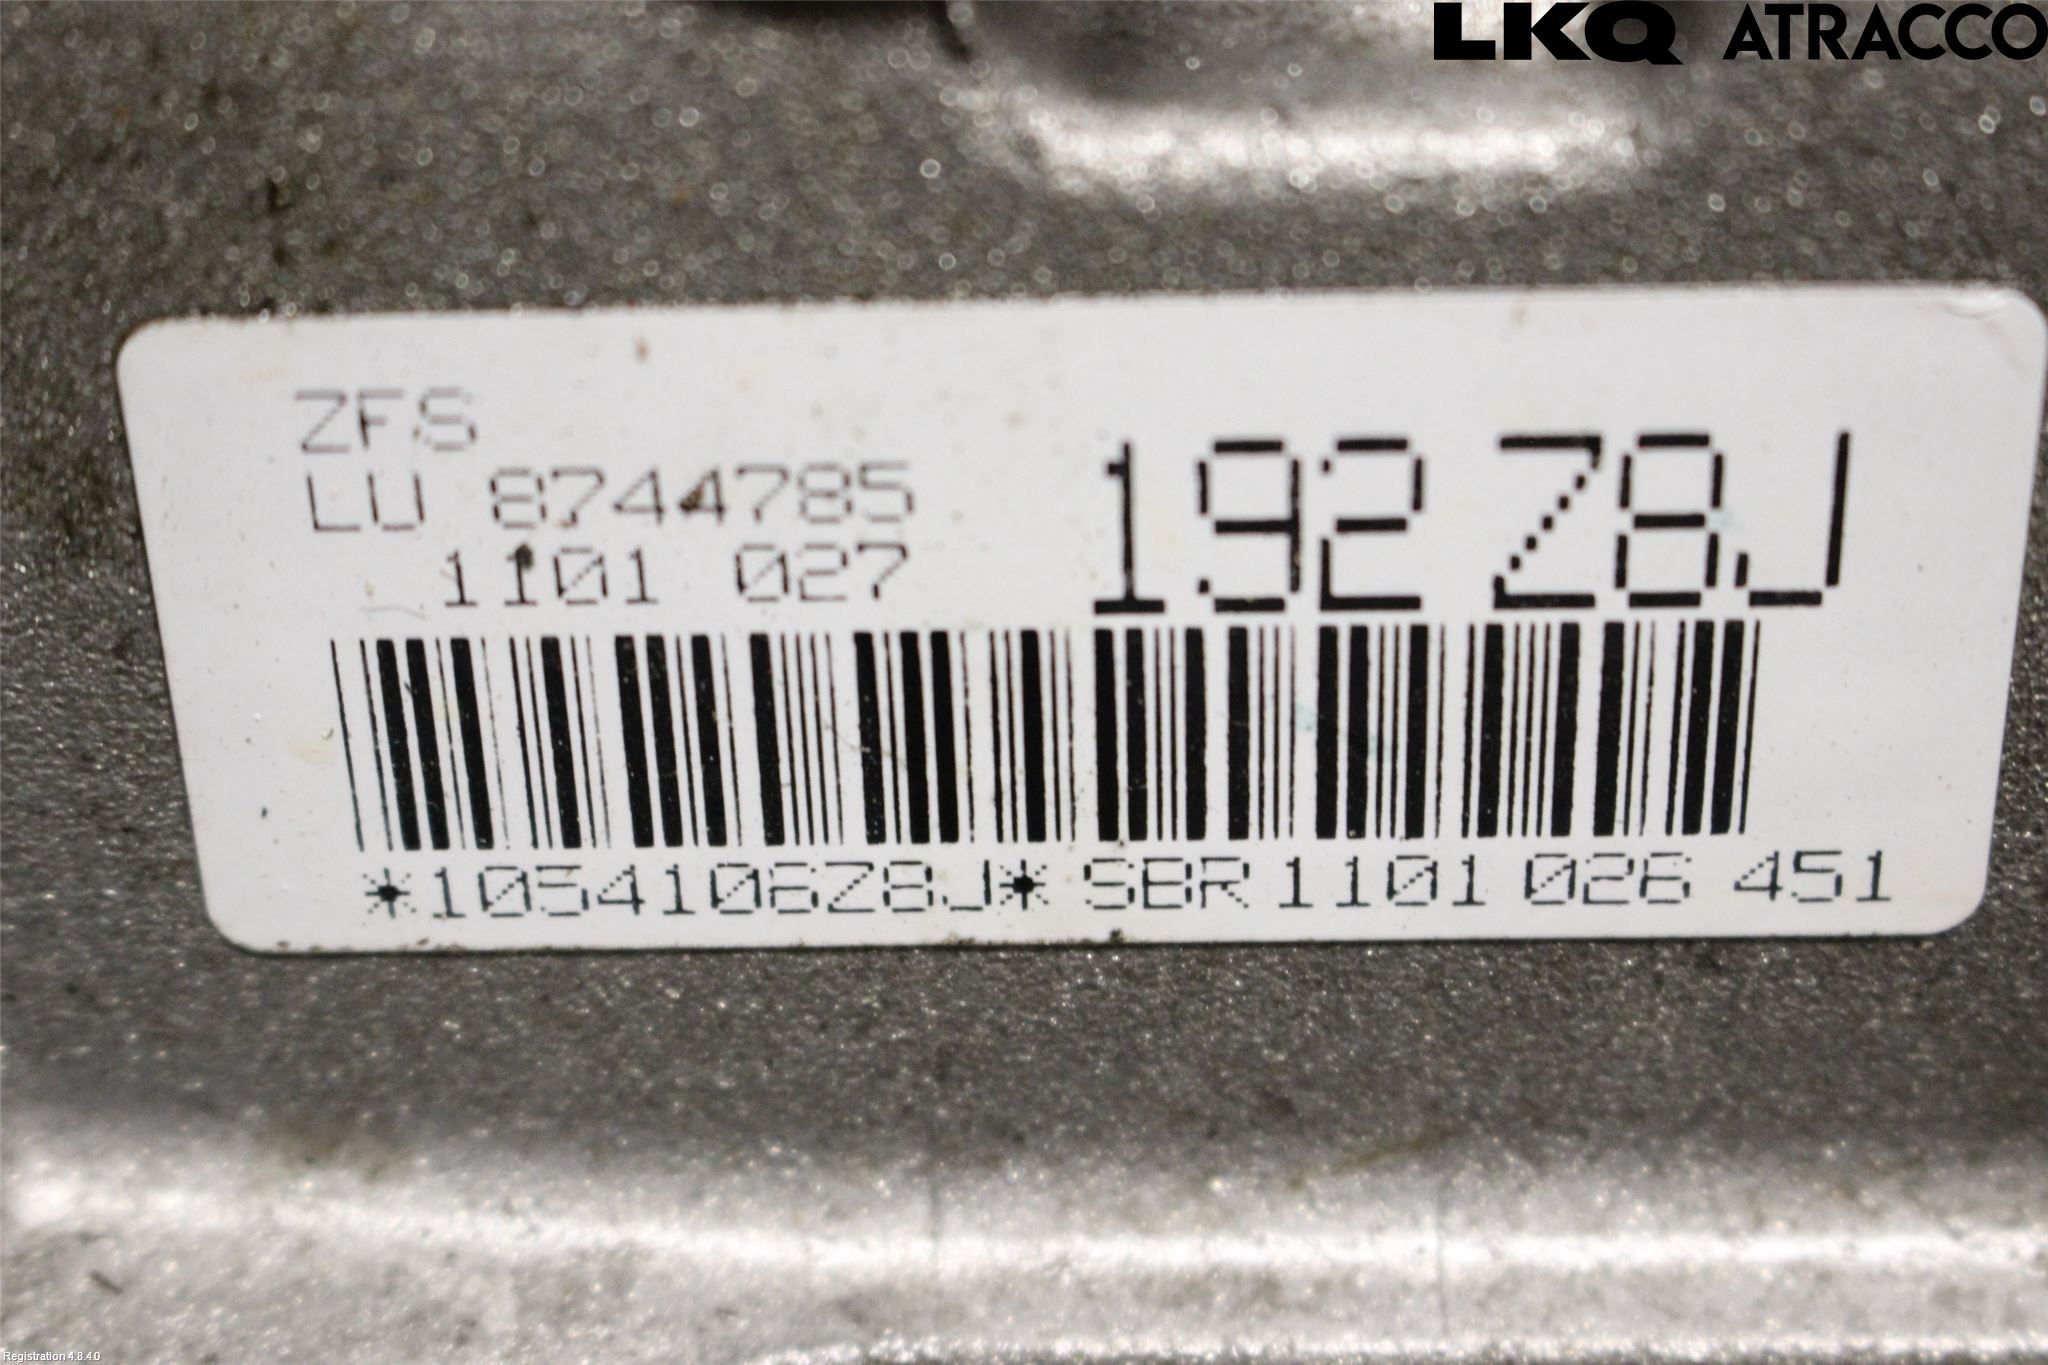 LKQ ATRACCO
ZFS
LU 8744785
1101 027
192 Z8J
*1054106Z8J* SBR 1101 026 451
Registration 4.8.4.0